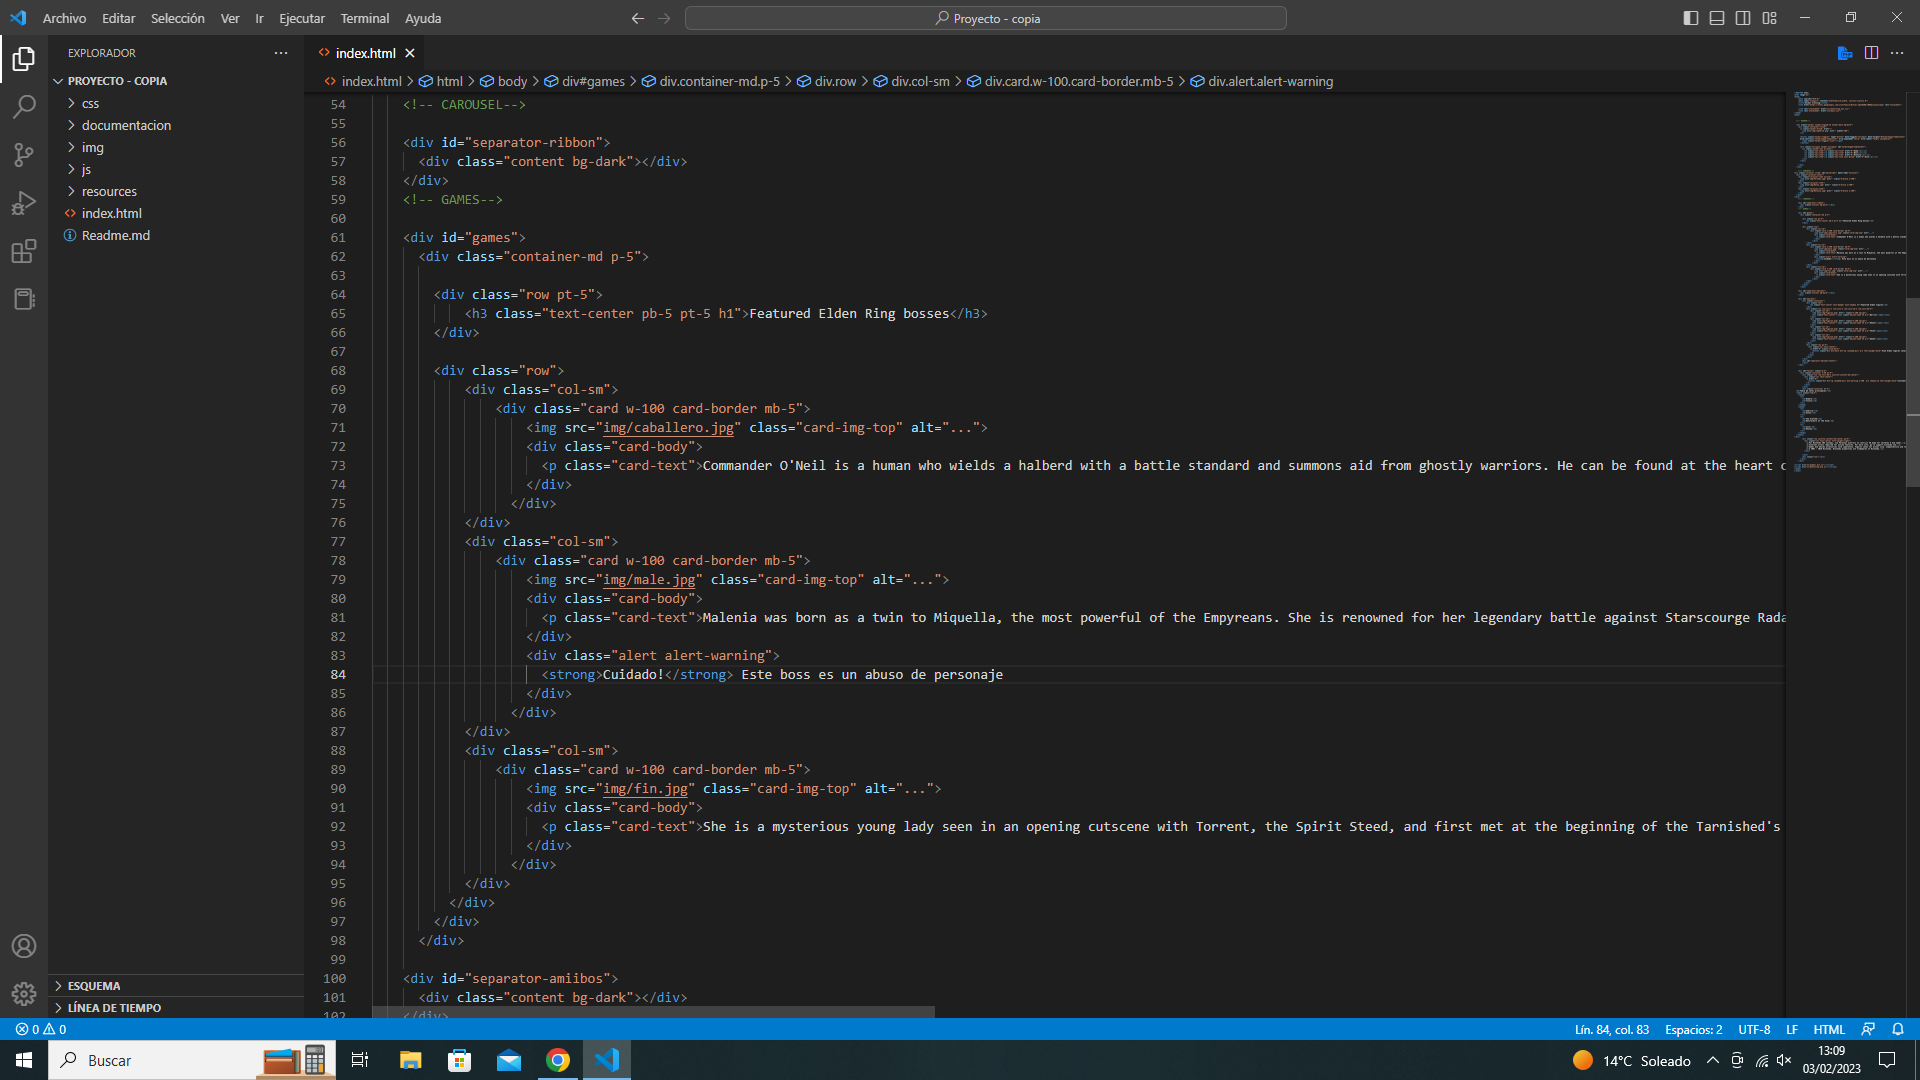 Archivo Editar Selección Ver Ir Ejecutar Terminal Ayuda
Proyecto - copia
EXPLORADOR
PROYECTO - COPIA
css
documentacion
img
js
resources
index.html
Readme.md
ESQUEMA
LÍNEA DE TIEMPO
index.html
index.html > html > body > div#games > div.container-md.p-5 > div.row > div.col-sm > div.card.w-100.card-border.mb-5 > div.alert.alert-warning
54 <!-- CAROUSEL-->
55
56 <div id="separator-ribbon">
57 <div class="content bg-dark"></div>
58 </div>
59 <!-- GAMES-->
60
61 <div id="games">
62 <div class="container-md p-5">
63
64 <div class="row pt-5">
65 <h3 class="text-center pb-5 pt-5 h1">Featured Elden Ring bosses</h3>
66 </div>
67
68 <div class="row">
69 <div class="col-sm">
70 <div class="card w-100 card-border mb-5">
71 <img src="img/caballero.jpg" class="card-img-top" alt="...">
72 <div class="card-body">
73 <p class="card-text">Commander O'Neil is a human who wields a halberd with a battle standard and summons aid from ghostly warriors. He can be found at the heart
74 </div>
75 </div>
76 </div>
77 <div class="col-sm">
78 <div class="card w-100 card-border mb-5">
79 <img src="img/male.jpg" class="card-img-top" alt="...">
80 <div class="card-body">
81 <p class="card-text">Malenia was born as a twin to Miquella, the most powerful of the Empyreans. She is renowned for her legendary battle against Starscourge Rada
82 </div>
83 <div class="alert alert-warning">
84 <strong>Cuidado!</strong> Este boss es un abuso de personaje
85 </div>
86 </div>
87 </div>
88 <div class="col-sm">
89 <div class="card w-100 card-border mb-5">
90 <img src="img/fin.jpg" class="card-img-top" alt="...">
91 <div class="card-body">
92 <p class="card-text">She is a mysterious young lady seen in an opening cutscene with Torrent, the Spirit Steed, and first met at the beginning of the Tarnished's
93 </div>
94 </div>
95 </div>
96 </div>
97 </div>
98 </div>
99
100 <div id="separator-amiibos">
101 <div class="content bg-dark"></div>
102 </div>
0 0
Lín. 84, col. 83 Espacios: 2 UTF-8 LF HTML
Buscar
14°C Soleado
13:09
03/02/2023